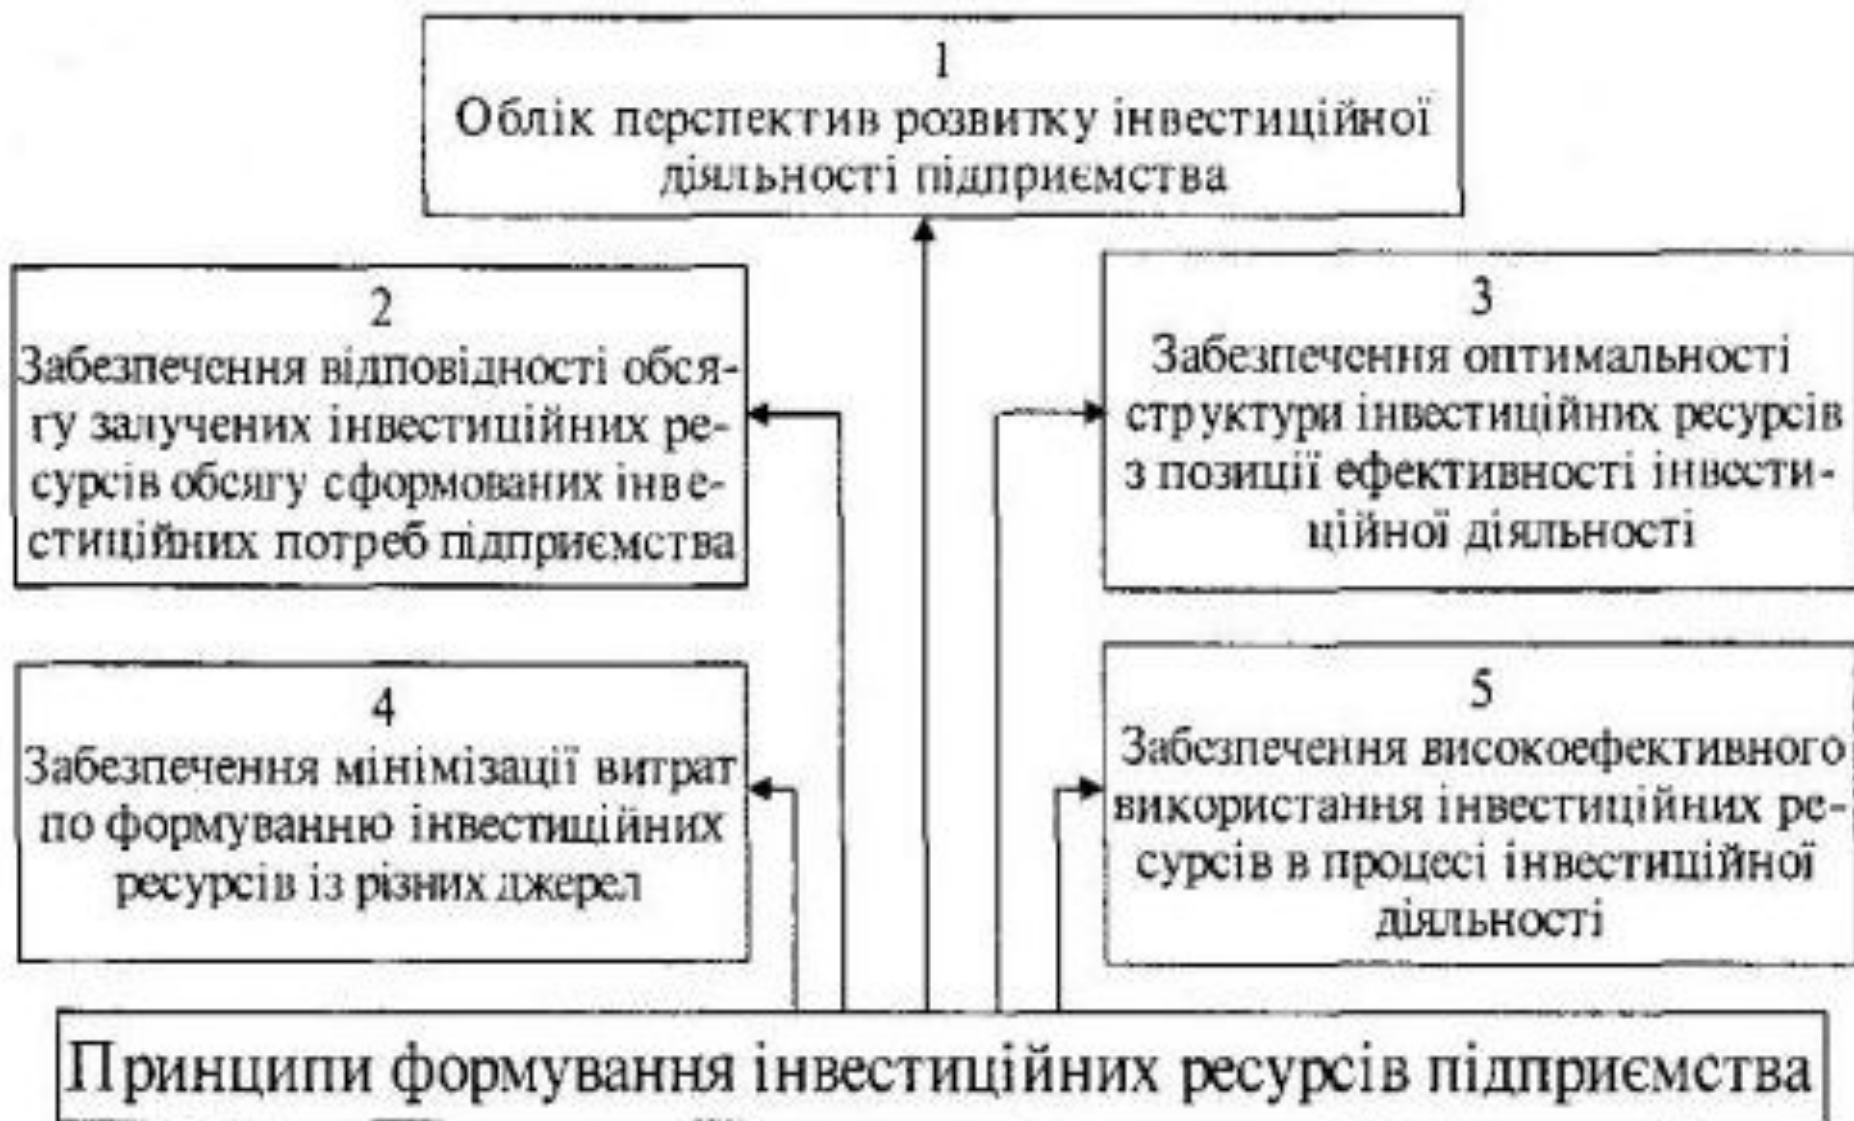 1
Облік перспектив розвитку інвестиційної
діяльності підприємства
2
Забезпечення відповідності обся-
гу залучених інвестиційних ре-
сурсів обсягу сформованих інве-
стиційних потреб підприємства
3
Забезпечення оптимальності
структури інвестиційних ресурсів
з позиції ефективності інвести-
ційної діяльності
4
Забезпечення мінімізації витрат
по формуванню інвестиційних
ресурсів із різних джерел
5
Забезпечення високоефективного
використання інвестиційних ре-
сурсів в процесі інвестиційної
діяльності
Принципи формування інвестиційних ресурсів підприємства